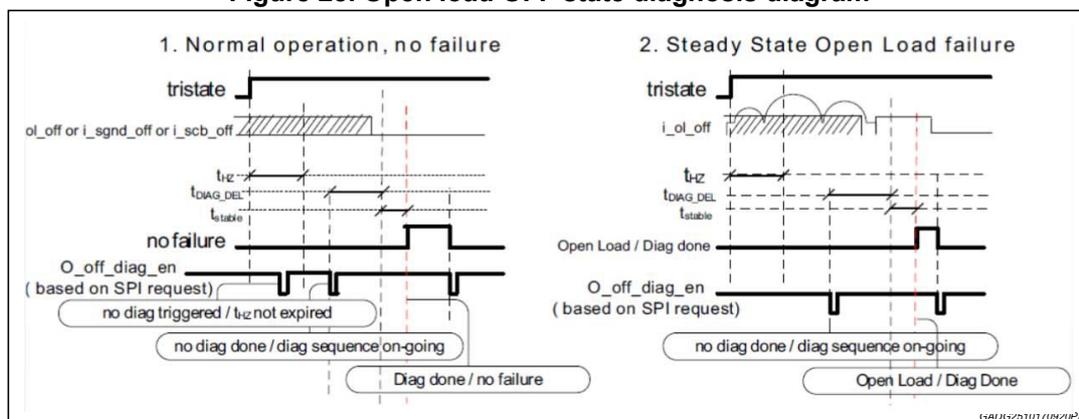 Figure 28. Open load OFF-state diagnosis diagram
1. Normal operation, no failure
tristate
ol_off or i_sgnd_off or i_scb_off
tHZ
tDIAG_DEL
tstable
no failure
O_off_diag_en
( based on SPI request)
no diag triggered / tHZ not expired
no diag done / diag sequence on-going
Diag done / no failure
2. Steady State Open Load failure
tristate
i_ol_off
tHZ
tDIAG_DEL
tstable
Open Load / Diag done
O_off_diag_en
( based on SPI request)
no diag done / diag sequence on-going
Open Load / Diag Done